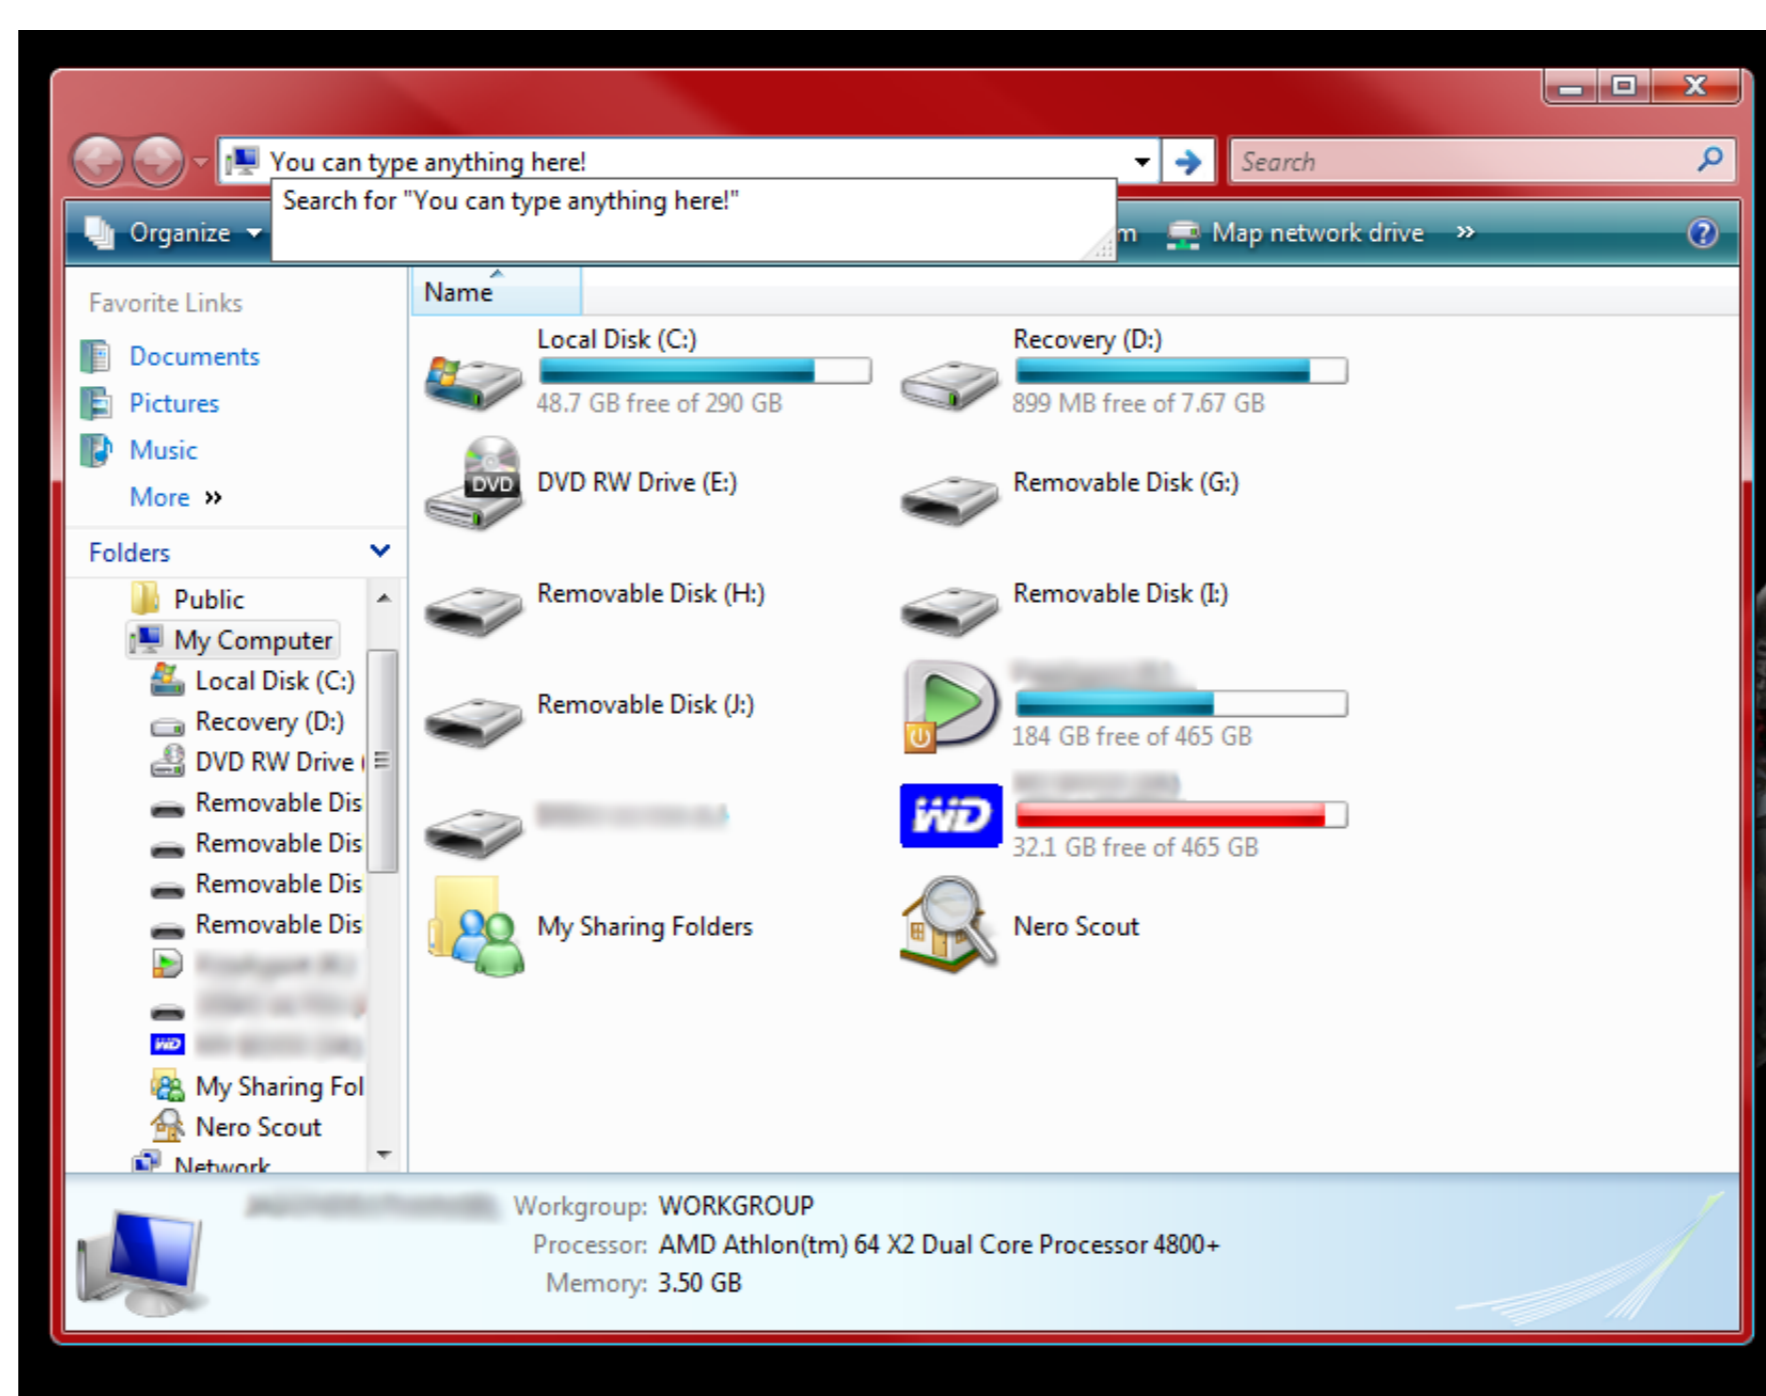 You can type anything here!
Search
Search for "You can type anything here!"
Organize
m
Map network drive
Favorite Links
Documents
Pictures
Music
More
Folders
Public
My Computer
Local Disk (C:)
Recovery (D:)
DVD RW Drive (
Removable Dis
Removable Dis
Removable Dis
Removable Dis
My Sharing Fol
Nero Scout
Network
Name
Local Disk (C:)
48.7 GB free of 290 GB
Recovery (D:)
899 MB free of 7.67 GB
DVD
DVD RW Drive (E:)
Removable Disk (G:)
Removable Disk (H:)
Removable Disk (I:)
Removable Disk (J:)
184 GB free of 465 GB
WD
32.1 GB free of 465 GB
My Sharing Folders
Nero Scout
Workgroup: WORKGROUP
Processor: AMD Athlon(tm) 64 X2 Dual Core Processor 4800+
Memory: 3.50 GB